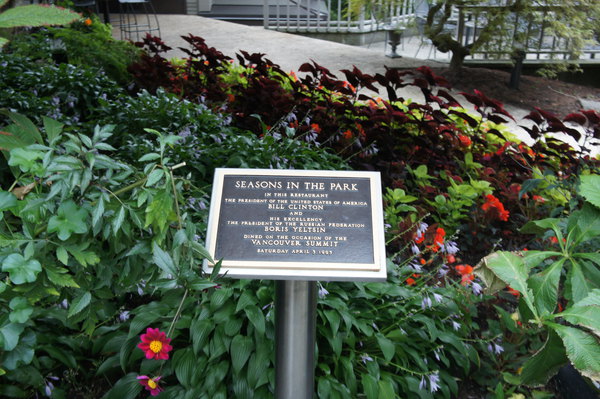 SEASONS IN THE PARK
IN THIS RESTAURANT
THE PRESIDENT OF THE UNITED STATES OF AMERICA
BILL CLINTON
AND
HIS EXCELLENCY
THE PRESIDENT OF THE RUSSIAN FEDERATION
BORIS YELTSIN
DINED ON THE OCCASION OF THE
VANCOUVER SUMMIT
SATURDAY APRIL 3 1993